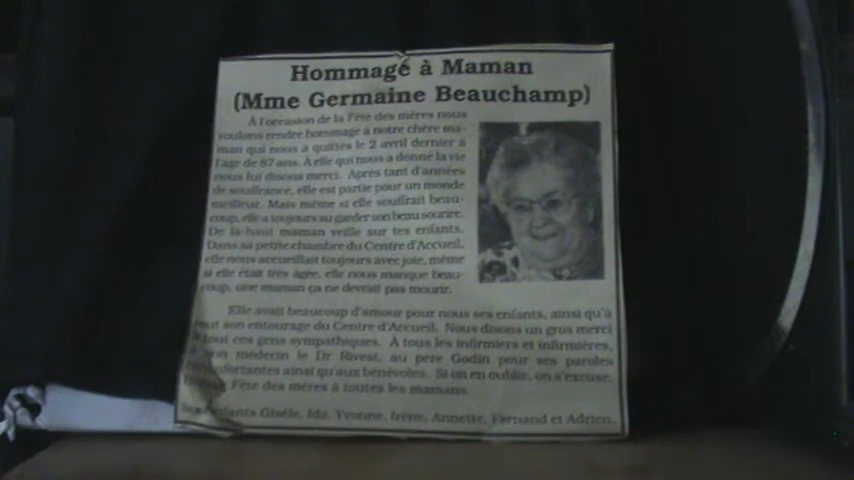 Hommage à Maman
(Mme Germaine Beauchamp)
À l'occasion de la Fête des mères nous
voulons rendre hommage à notre chère ma-
man qui nous a quittés le 2 avril dernier à
l'âge de 87 ans. À elle qui nous a donné la vie
nous lui disons merci. Après tant d'années
de souffrance, elle est partie pour un monde
meilleur. Mais même si elle souffrait beau-
coup, elle a toujours su garder son beau sourire.
De là-haut maman veille sur tes enfants.
Dans sa petite chambre du Centre d'Accueil,
elle nous accueillait toujours avec joie, même
si elle était très âgée, elle nous manque beau-
coup, une maman ça ne devrait pas mourir.
Elle avait beaucoup d'amour pour nous ses enfants, ainsi qu'à
tout son entourage du Centre d'Accueil. Nous disons un gros merci
à tout ces gens sympathiques. À tous les infirmiers et infirmières,
son médecin le Dr Rivest, au père Godin pour ses paroles
ainsi qu'aux bénévoles. Si on en oublie, on s'excuse.
Fête des mères à toutes les mamans.
enfants Gisèle, Ida, Yvonne, Irène, Annette, Fernand et Adrien.